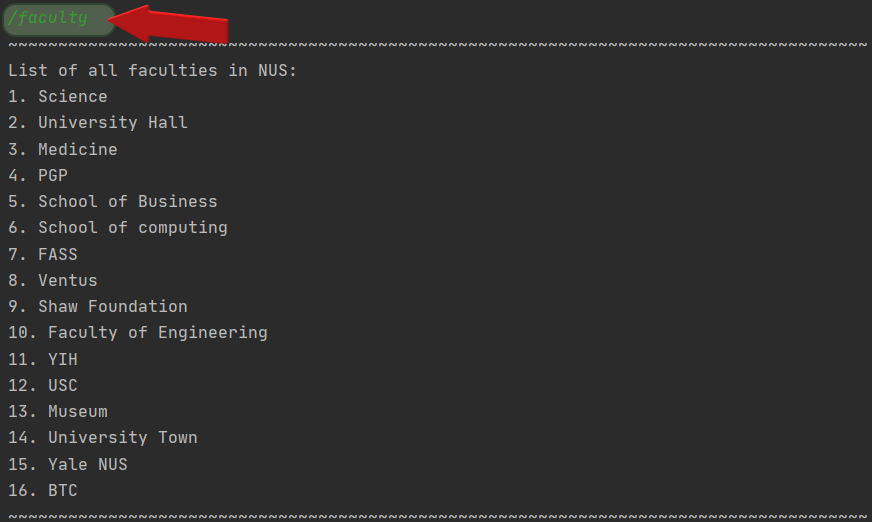 /faculty
~~~~~~~~~~~~~~~~~~~~~~~~~~~~~~~~~~~~~~~~~~~~~~~~~~~~~~~~~~~~~~~~~~~~~~~~~~~~~~~~~~~~~~
List of all faculties in NUS:
1. Science
2. University Hall
3. Medicine
4. PGP
5. School of Business
6. School of computing
7. FASS
8. Ventus
9. Shaw Foundation
10. Faculty of Engineering
11. YIH
12. USC
13. Museum
14. University Town
15. Yale NUS
16. BTC
~~~~~~~~~~~~~~~~~~~~~~~~~~~~~~~~~~~~~~~~~~~~~~~~~~~~~~~~~~~~~~~~~~~~~~~~~~~~~~~~~~~~~~